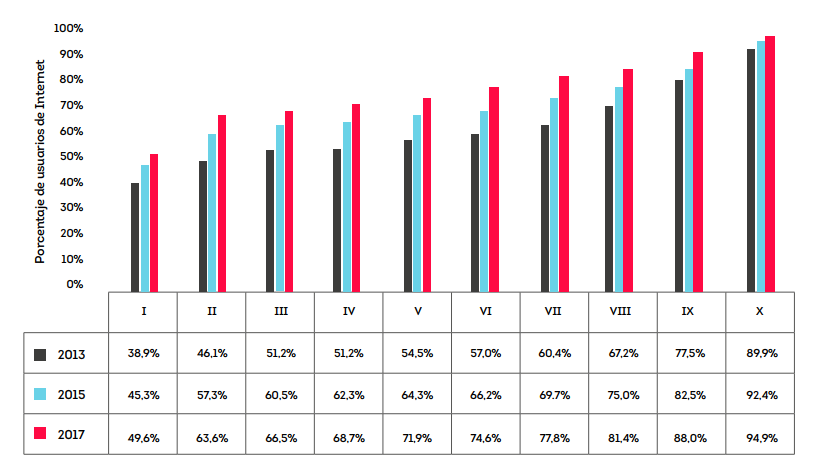 Porcentaje de usuarios de Internet
100%
90%
80%
70%
60%
50%
40%
30%
20%
10%
0%
I II III IV V VI VII VIII IX X
2013 38,9% 46,1% 51,2% 51,2% 54,5% 57,0% 60,4% 67,2% 77,5% 89,9%
2015 45,3% 57,3% 60,5% 62,3% 64,3% 66,2% 69.7% 75,0% 82,5% 92,4%
2017 49,6% 63,6% 66,5% 68,7% 71,9% 74,6% 77,8% 81,4% 88,0% 94,9%